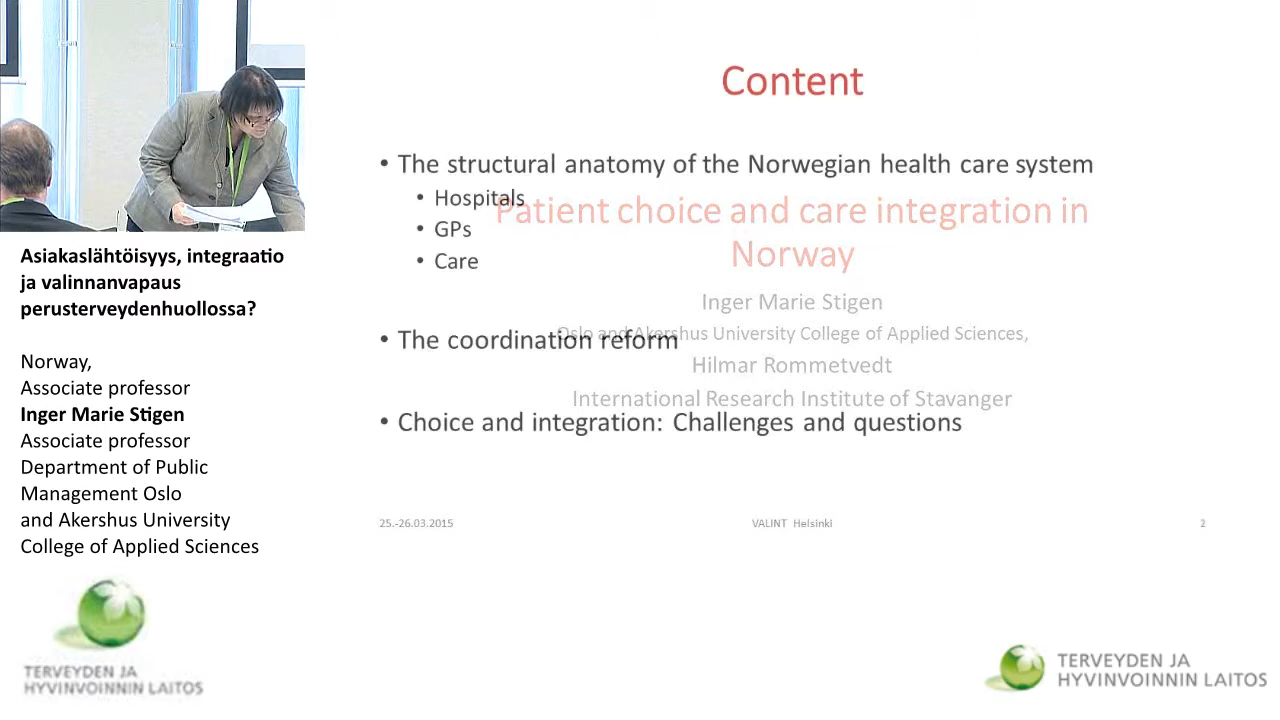 Content
• The structural anatomy of the Norwegian health care system
• Hospitals
• GPs
• Care
• The coordination reform
• Choice and integration: Challenges and questions
Patient choice and care integration in
Norway
Inger Marie Stigen
Oslo and Akershus University College of Applied Sciences,
Hilmar Rommetvedt
International Research Institute of Stavanger
25.-26.03.2015
VALINT Helsinki
2
Asiakaslähtöisyys, integraatio
ja valinnanvapaus
perusterveydenhuollossa?
Norway,
Associate professor
Inger Marie Stigen
Associate professor
Department of Public
Management Oslo
and Akershus University
College of Applied Sciences
TERVEYDEN JA
HYVINVOINNIN LAITOS
TERVEYDEN JA
HYVINVOINNIN LAITOS